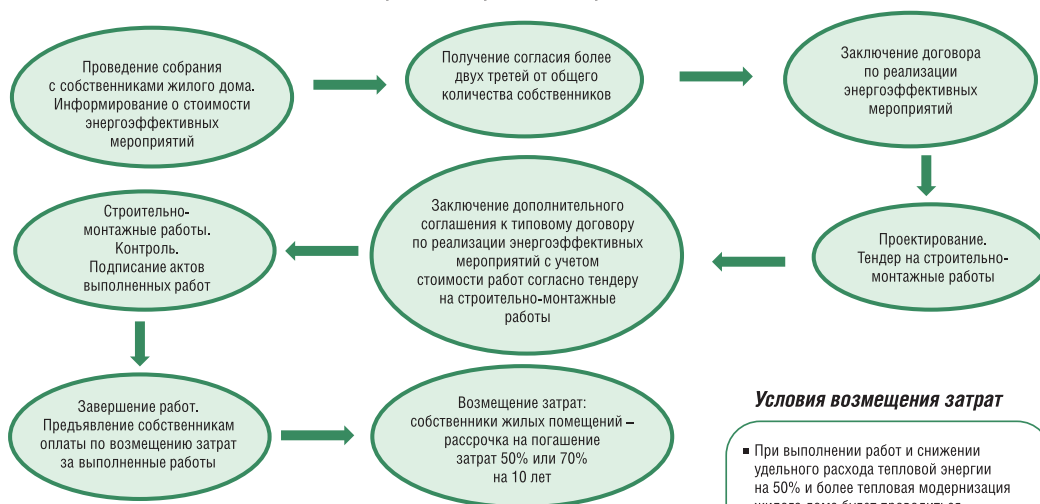 Проведение собрания
с собственниками жилого дома.
Информирование о стоимости
энергоэффективных
мероприятий
Получение согласия более
двух третей от общего
количества собственников
Заключение договора
по реализации
энергоэффективных
мероприятий
Проектирование.
Тендер на строительно-
монтажные работы
Заключение дополнительного
соглашения к типовому договору
по реализации энергоэффективных
мероприятий с учетом
стоимости работ согласно тендеру
на строительно-монтажные
работы
Строительно-
монтажные работы.
Контроль.
Подписание актов
выполненных работ
Завершение работ.
Предъявление собственникам
оплаты по возмещению затрат
за выполненные работы
Возмещение затрат:
собственники жилых помещений –
рассрочка на погашение
затрат 50% или 70%
на 10 лет
Условия возмещения затрат
▪ При выполнении работ и снижении
удельного расхода тепловой энергии
на 50% и более тепловая модернизация